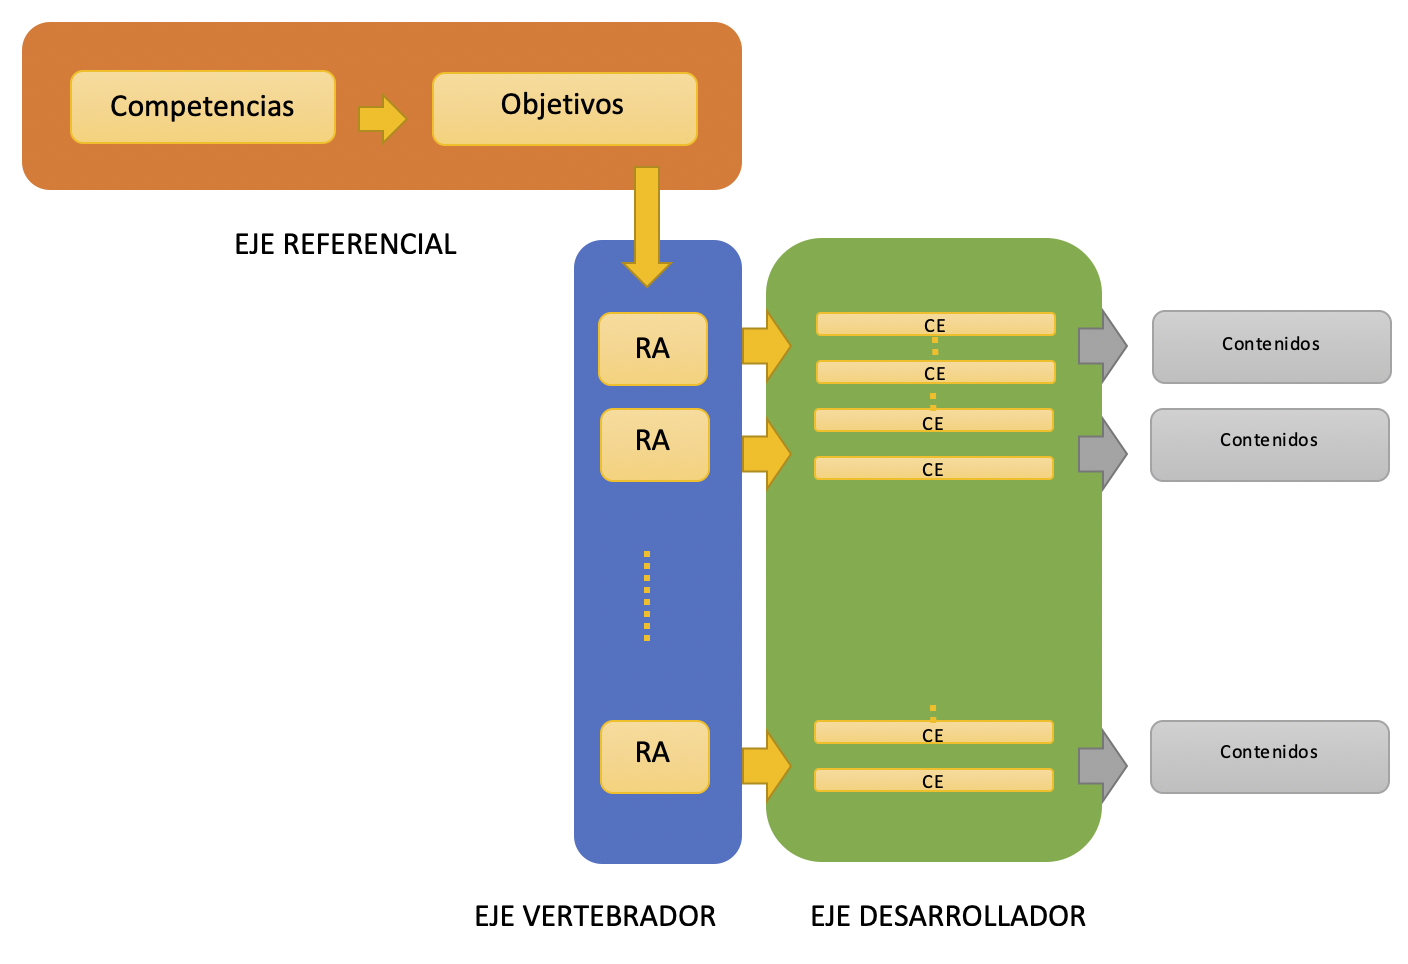 Competencias
Objetivos
EJE REFERENCIAL
RA
CE
CE
Contenidos
RA
CE
CE
Contenidos
RA
CE
CE
Contenidos
EJE VERTEBRADOR
EJE DESARROLLADOR